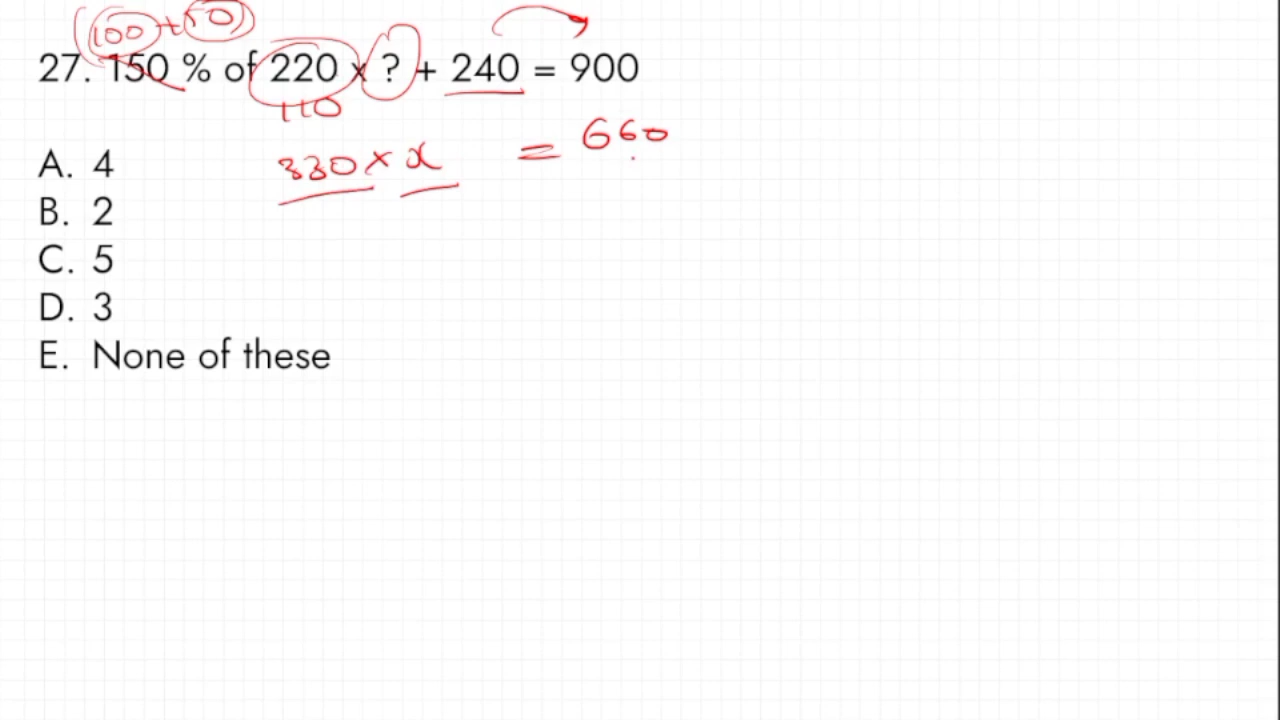 (100 + 50)
27. 150 % of 220 x ? + 240 = 900
110
330 × x = 660
A. 4
B. 2
C. 5
D. 3
E. None of these